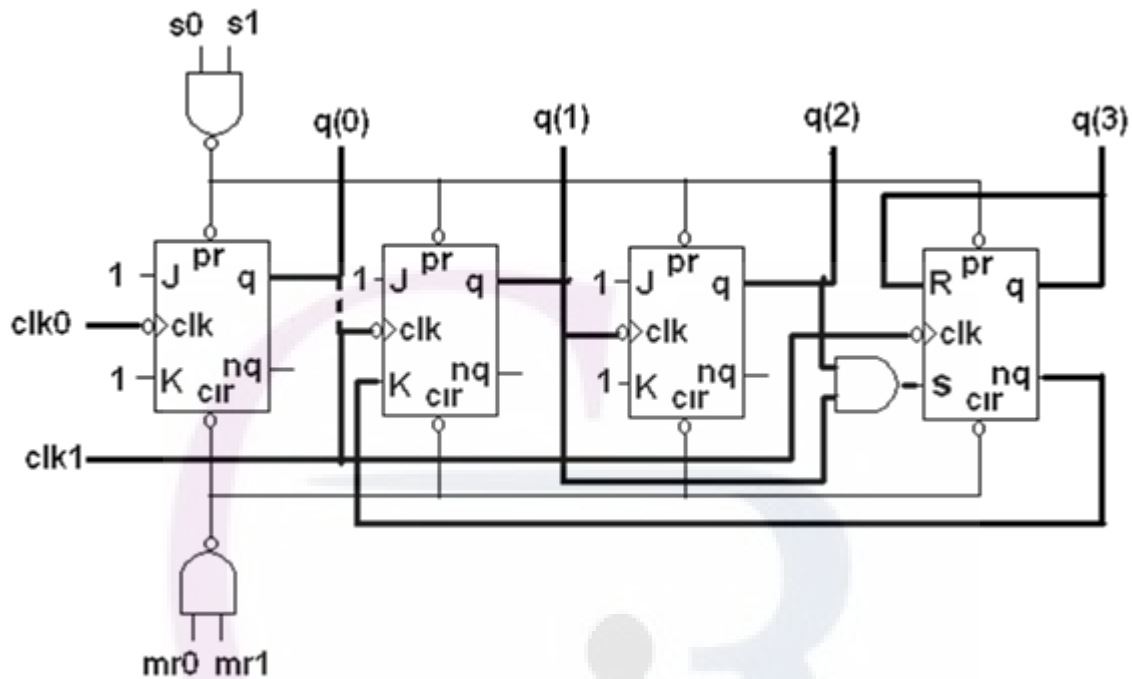 s0 s1
q(0) q(1) q(2) q(3)
pr pr pr pr
1 J q 1 J q 1 J q R q
clk0 clk clk clk clk
1 K nq K nq 1 K nq S nq
clr clr clr clr
clk1
mr0 mr1